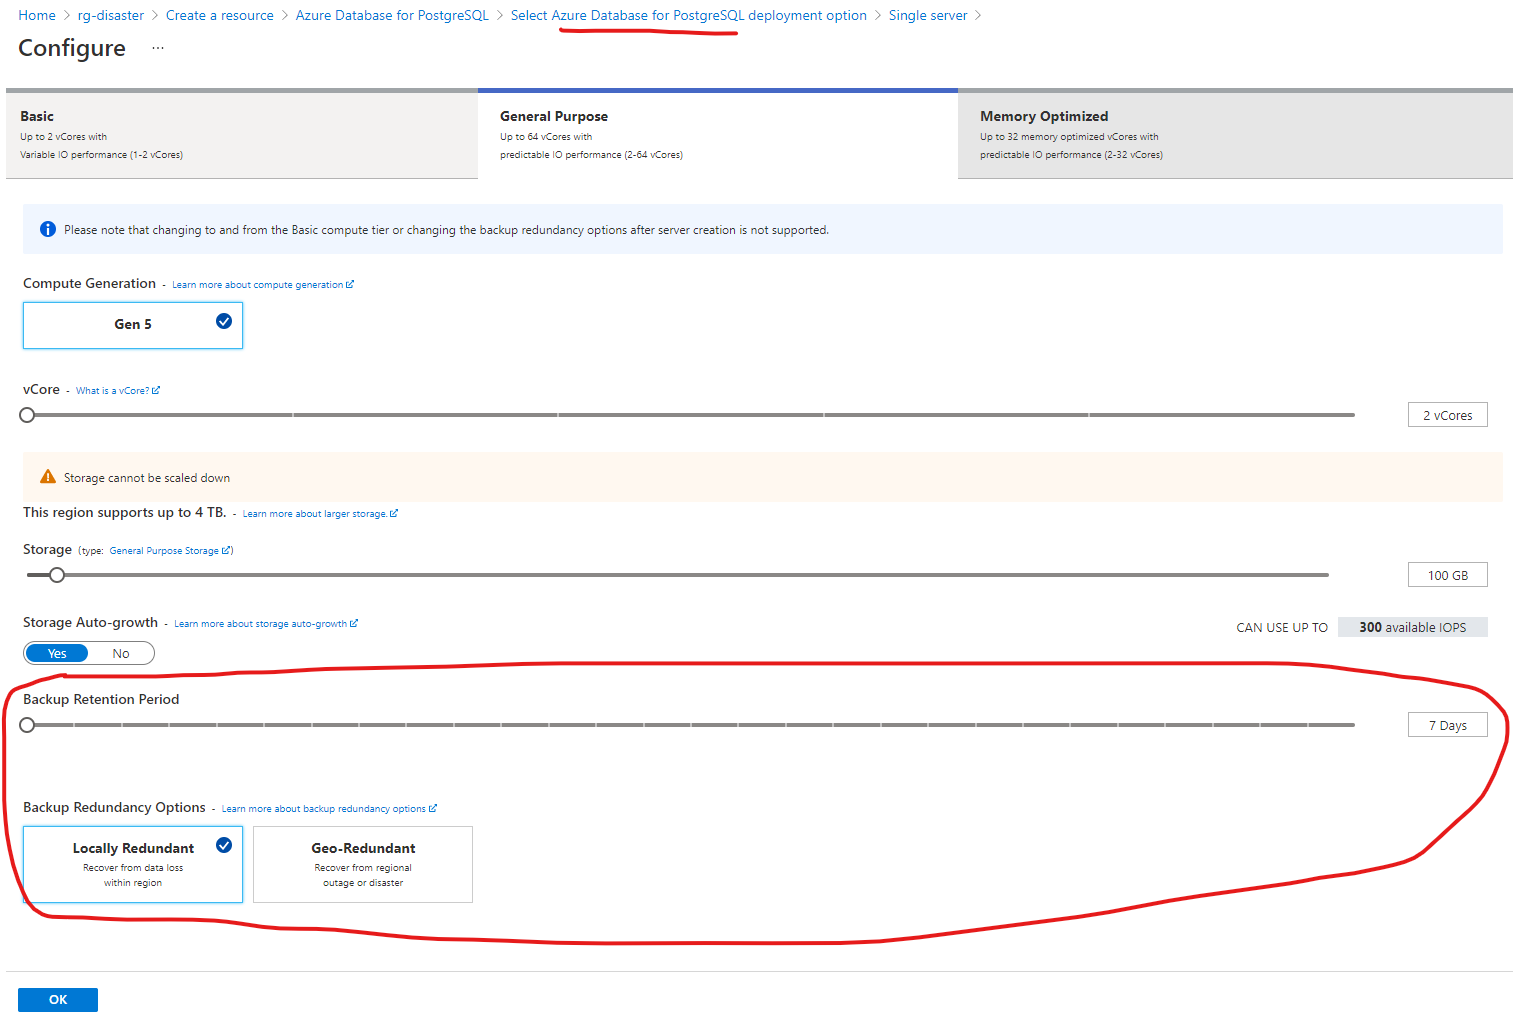 Home > rg-disaster > Create a resource > Azure Database for PostgreSQL > Select Azure Database for PostgreSQL deployment option > Single server >
Configure ...
Basic
Up to 2 vCores with
Variable IO performance (1-2 vCores)
General Purpose
Up to 64 vCores with
predictable IO performance (2-64 vCores)
Memory Optimized
Up to 32 memory optimized vCores with
predictable IO performance (2-32 vCores)
Please note that changing to and from the Basic compute tier or changing the backup redundancy options after server creation is not supported.
Compute Generation - Learn more about compute generation
Gen 5
vCore - What is a vCore?
2 vCores
Storage cannot be scaled down
This region supports up to 4 TB. - Learn more about larger storage.
Storage (type: General Purpose Storage)
100 GB
Storage Auto-growth - Learn more about storage auto-growth
CAN USE UP TO 300 available IOPS
Yes No
Backup Retention Period
7 Days
Backup Redundancy Options - Learn more about backup redundancy options
Locally Redundant
Recover from data loss
within region
Geo-Redundant
Recover from regional
outage or disaster
OK